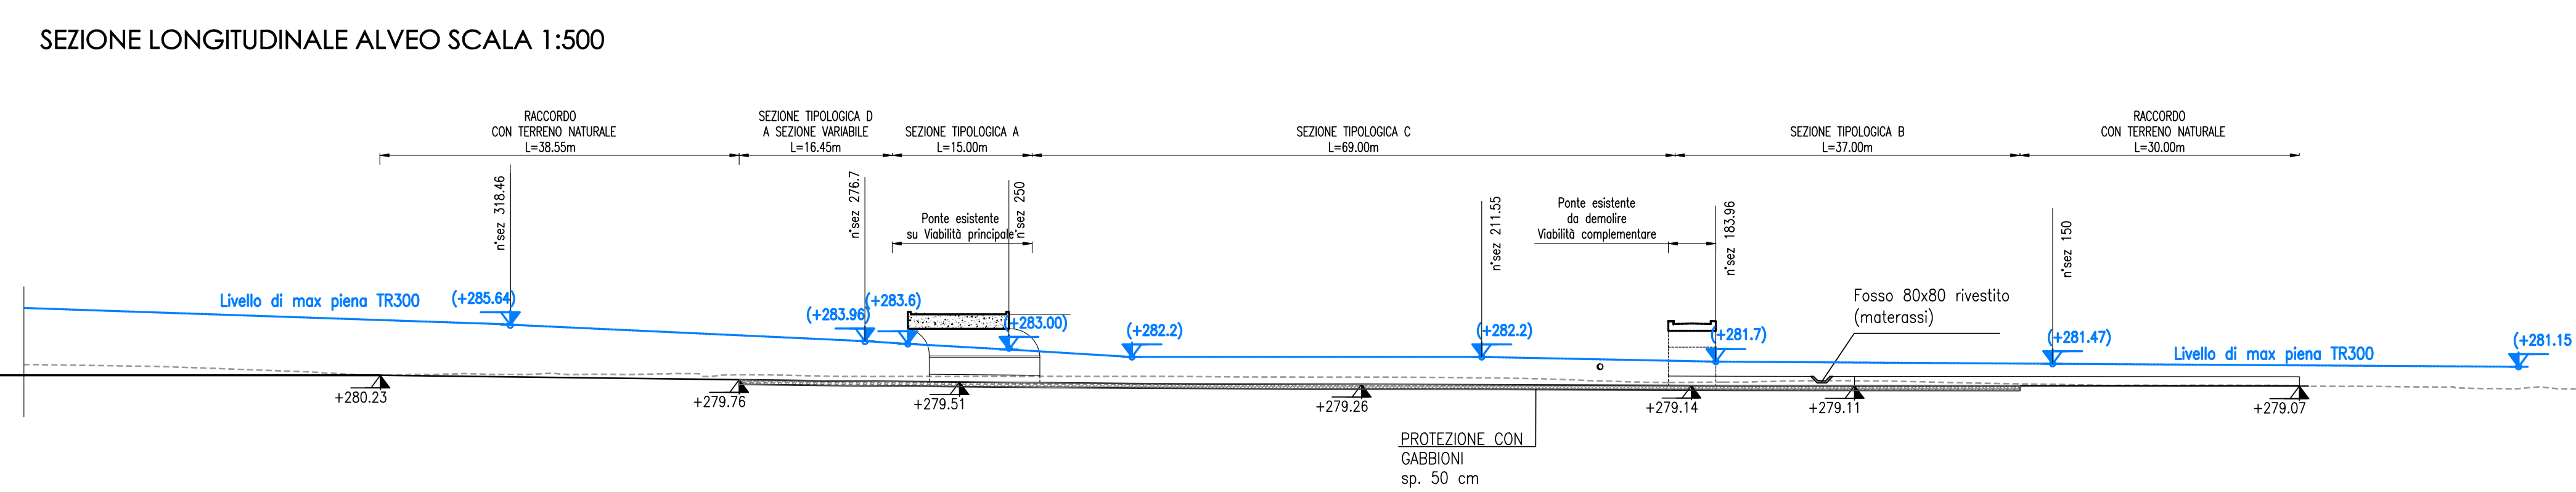 SEZIONE LONGITUDINALE ALVEO SCALA 1:500
RACCORDO
CON TERRENO NATURALE
L=38.55m
SEZIONE TIPOLOGICA D
A SEZIONE VARIABILE
L=16.45m
SEZIONE TIPOLOGICA A
L=15.00m
SEZIONE TIPOLOGICA C
L=69.00m
SEZIONE TIPOLOGICA B
L=37.00m
RACCORDO
CON TERRENO NATURALE
L=30.00m
n°sez 318.46
n°sez 276.7
Ponte esistente
su Viabilità principale
n°sez 250
n°sez 211.55
Ponte esistente
da demolire
Viabilità complementare
n°sez 183.96
n°sez 150
Livello di max piena TR300
(+285.64)
(+283.96)
(+283.6)
(+283.00)
(+282.2)
(+282.2)
(+281.7)
Fosso 80x80 rivestito
(materassi)
(+281.47)
Livello di max piena TR300
(+281.15
+280.23
+279.76
+279.51
+279.26
+279.14
+279.11
+279.07
PROTEZIONE CON
GABBIONI
sp. 50 cm